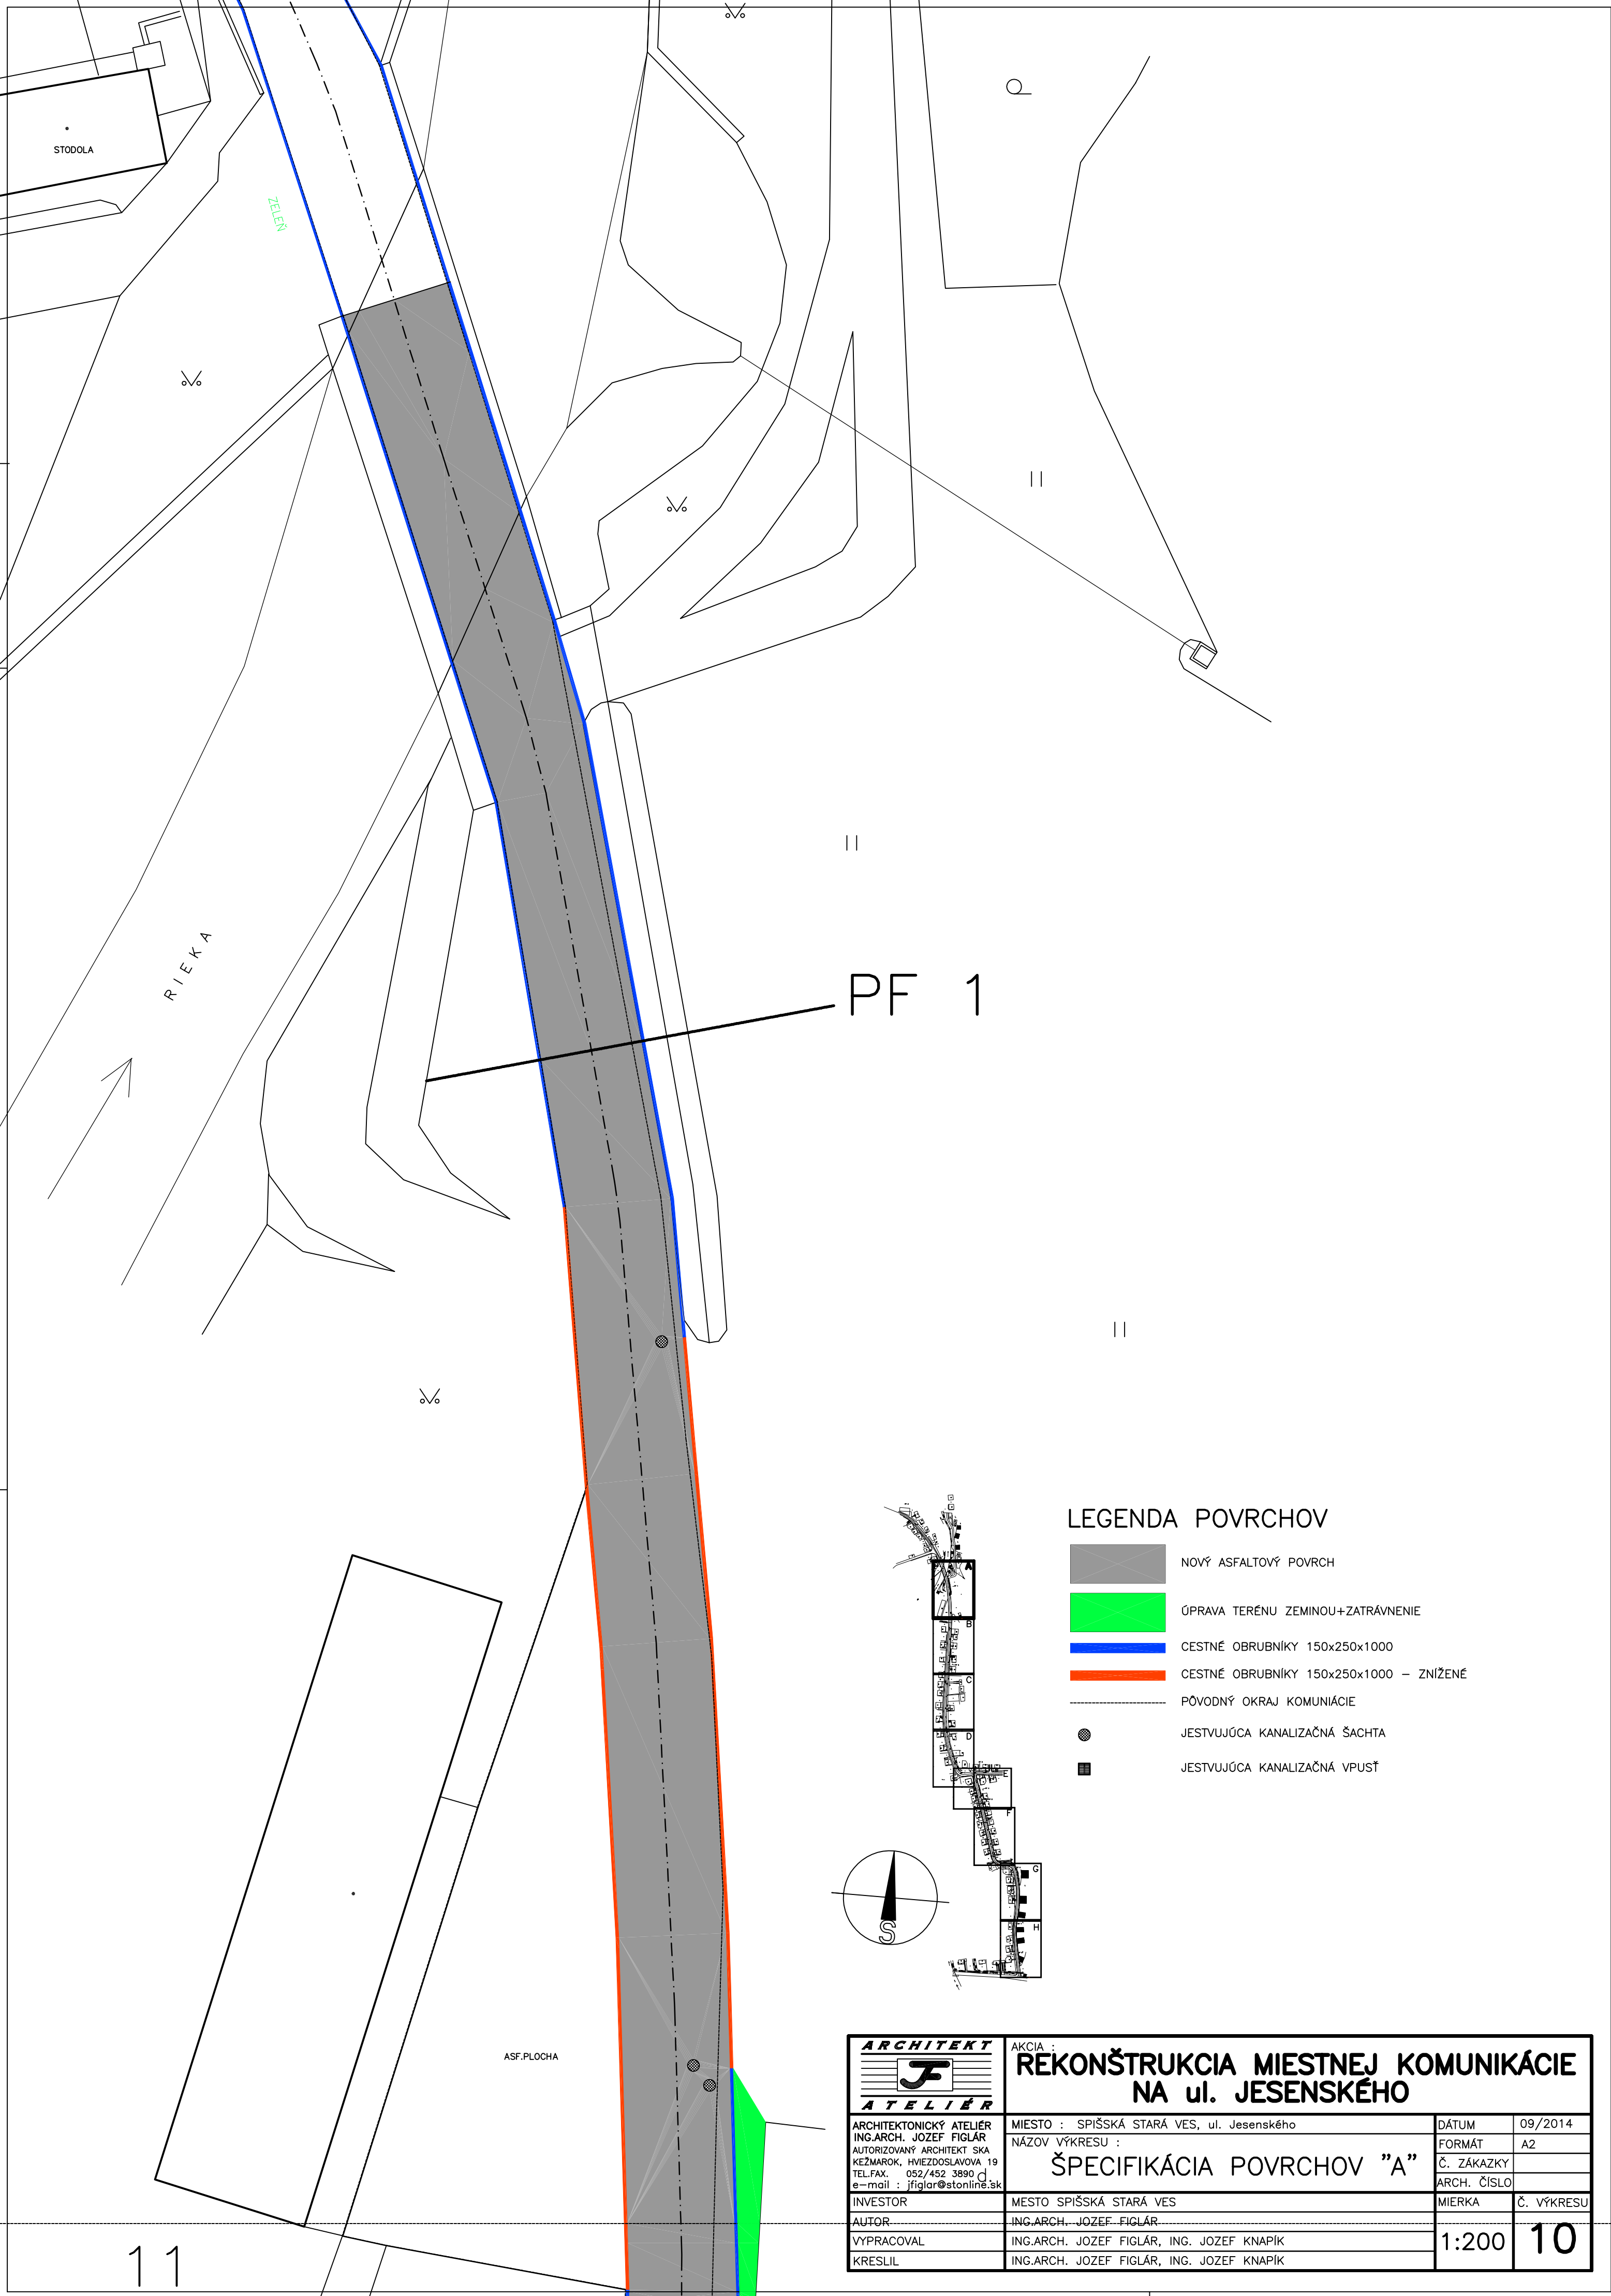 STODOLA
ZELEŇ
RIEKA
PF 1
ASF.PLOCHA
11
LEGENDA POVRCHOV
NOVÝ ASFALTOVÝ POVRCH
ÚPRAVA TERÉNU ZEMINOU+ZATRÁVNENIE
CESTNÉ OBRUBNÍKY 150x250x1000
CESTNÉ OBRUBNÍKY 150x250x1000 – ZNÍŽENÉ
PÔVODNÝ OKRAJ KOMUNIÁCIE
JESTVUJÚCA KANALIZAČNÁ ŠACHTA
JESTVUJÚCA KANALIZAČNÁ VPUSŤ
A
B
C
D
E
F
G
H
S
ARCHITEKT
JF
ATELIÉR
ARCHITEKTONICKÝ ATELIÉR
ING.ARCH. JOZEF FIGLÁR
AUTORIZOVANÝ ARCHITEKT SKA
KEŽMAROK, HVIEZDOSLAVOVA 19
TEL.FAX. 052/452 3890 d.
e-mail : jfiglar@stonline.sk
AKCIA :
REKONŠTRUKCIA MIESTNEJ KOMUNIKÁCIE
NA ul. JESENSKÉHO
MIESTO : SPIŠSKÁ STARÁ VES, ul. Jesenského
NÁZOV VÝKRESU :
ŠPECIFIKÁCIA POVRCHOV "A"
DÁTUM 09/2014
FORMÁT A2
Č. ZÁKAZKY
ARCH. ČÍSLO
INVESTOR MESTO SPIŠSKÁ STARÁ VES
AUTOR ING.ARCH. JOZEF FIGLÁR
VYPRACOVAL ING.ARCH. JOZEF FIGLÁR, ING. JOZEF KNAPÍK
KRESLIL ING.ARCH. JOZEF FIGLÁR, ING. JOZEF KNAPÍK
MIERKA Č. VÝKRESU
1:200 10